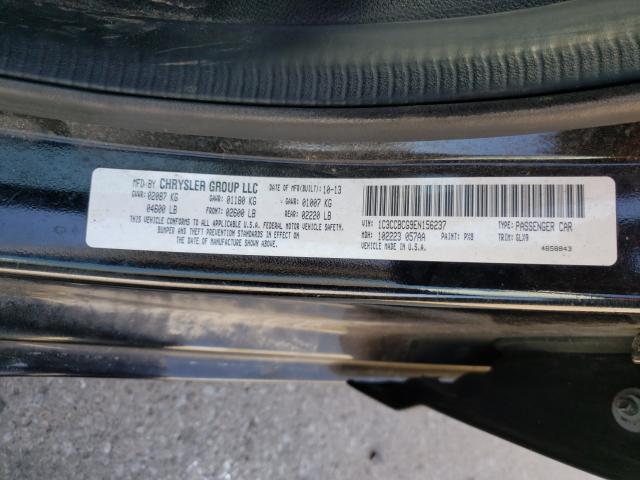 MFD BY CHRYSLER GROUP LLC DATE OF MFG(BUILT): 10-13
GVWR: 02087 KG GAWR: 01180 KG GAWR: 01007 KG
04600 LB FRONT: 02600 LB REAR: 02220 LB
THIS VEHICLE CONFORMS TO ALL APPLICABLE U.S.A. FEDERAL MOTOR VEHICLE SAFETY,
BUMPER AND THEFT PREVENTION STANDARDS IN EFFECT ON
THE DATE OF MANUFACTURE SHOWN ABOVE.
VIN: 1C3CCBCG9EN156237 TYPE: PASSENGER CAR
MDH: 102223 057AA PAINT: PX8 TRIM: GLX9
VEHICLE MADE IN U.S.A. 4658843